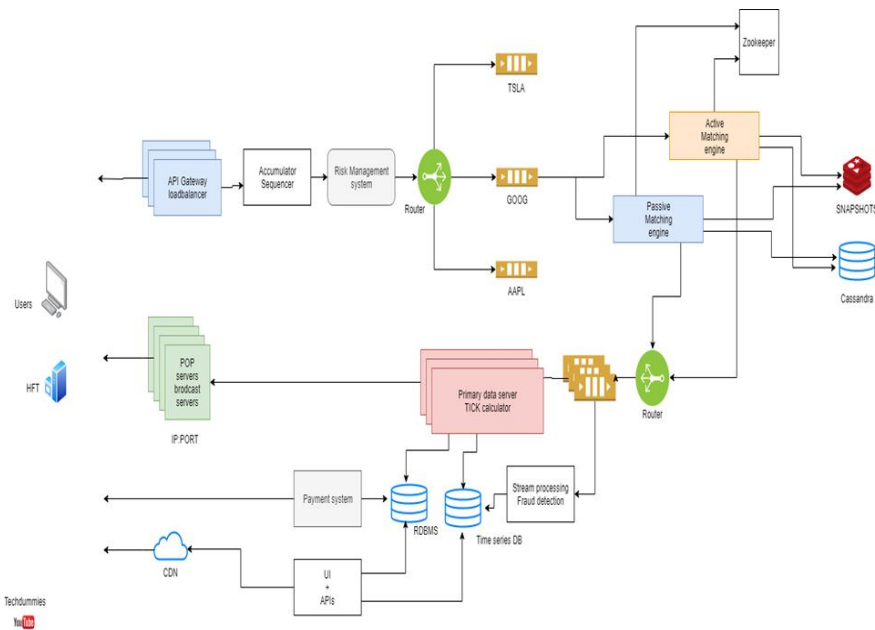 Zookeeper
TSLA
Active
Matching
engine
API Gateway
loadbalancer
Accumulator
Sequencer
Risk Management
system
Router
GOOG
SNAPSHOTS
Passive
Matching
engine
AAPL
Cassandra
Users
HFT
POP
servers
brodcast
servers
IP:PORT
Primary data server
TICK calculator
Router
Payment system
RDBMS
Time series DB
Stream processing
Fraud detection
CDN
UI
+
APIs
Techdummies
YouTube